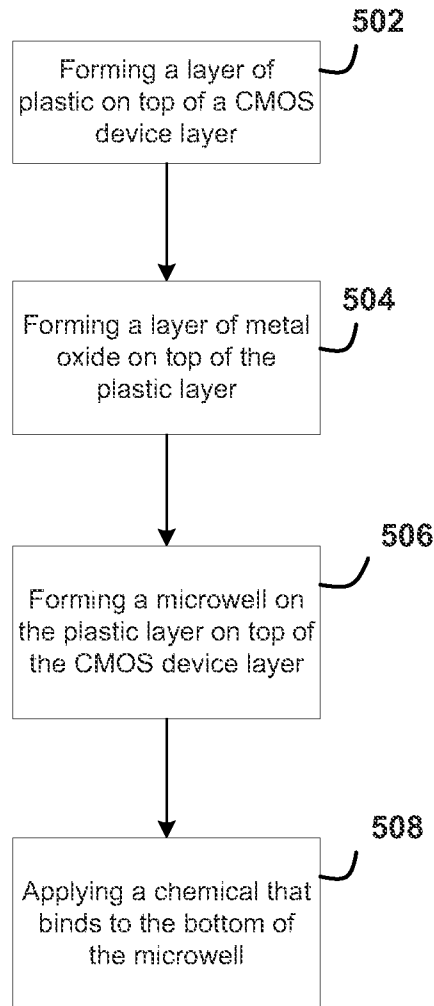 502
Forming a layer of
plastic on top of a CMOS
device layer
504
Forming a layer of metal
oxide on top of the
plastic layer
506
Forming a microwell on
the plastic layer on top of
the CMOS device layer
508
Applying a chemical that
binds to the bottom of
the microwell